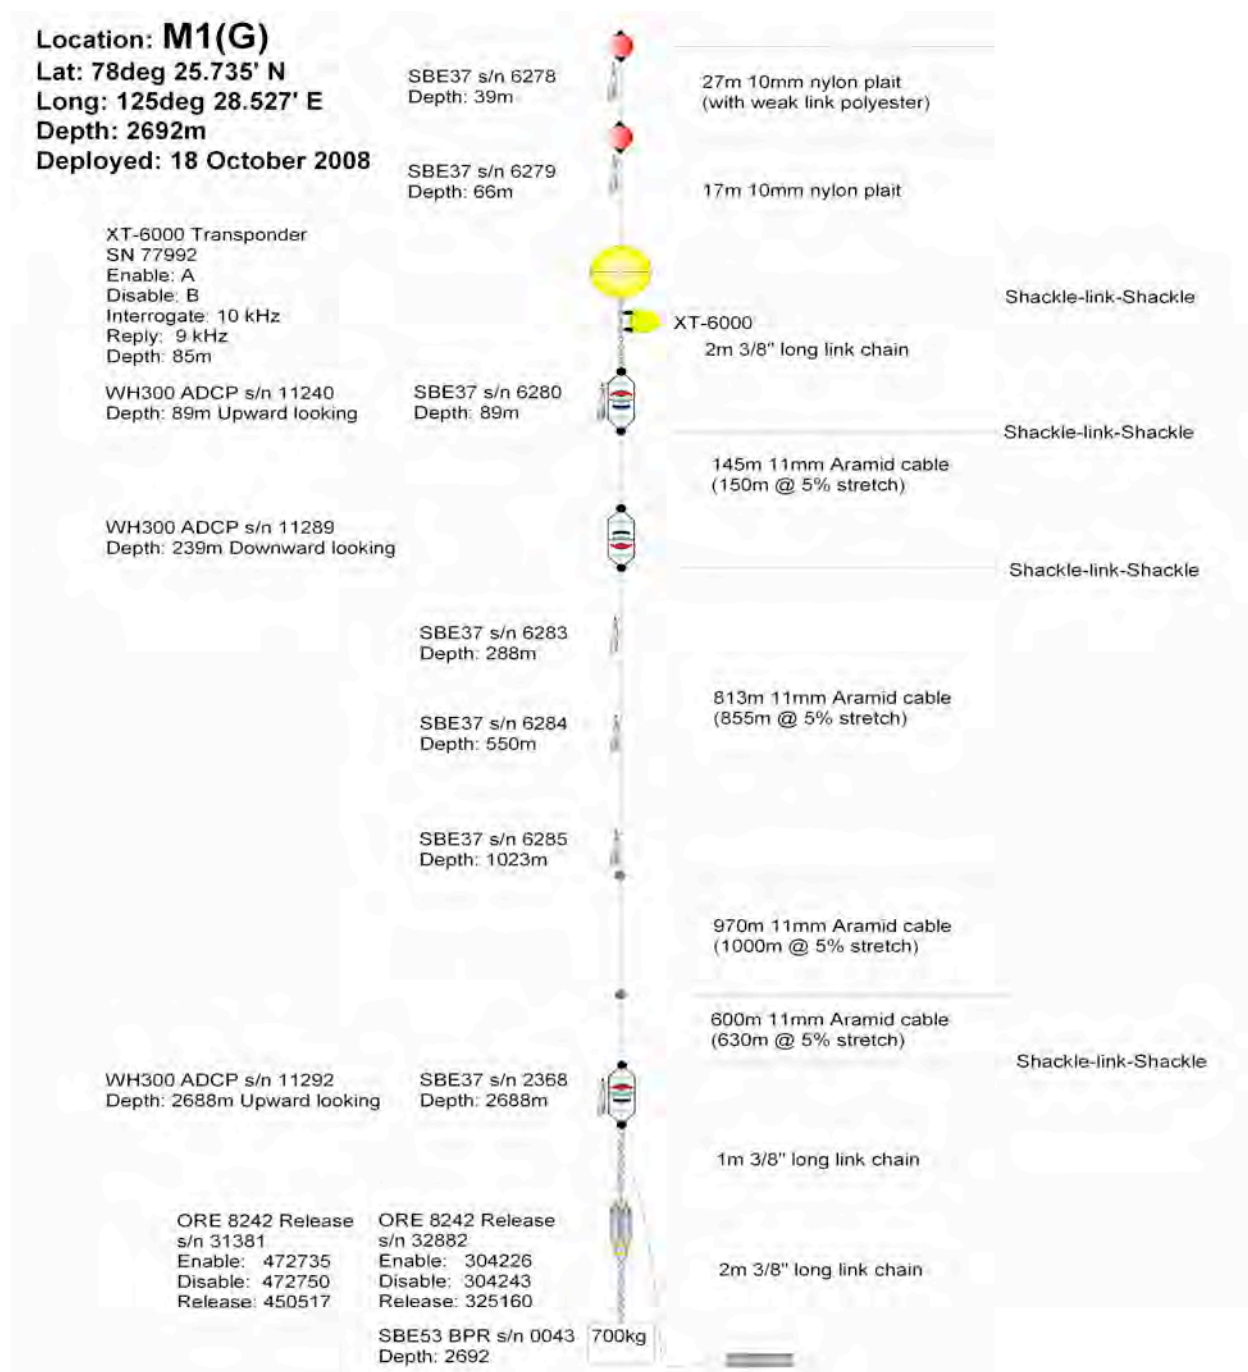 Location: M1(G)
Lat: 78deg 25.735' N
Long: 125deg 28.527' E
Depth: 2692m
Deployed: 18 October 2008
SBE37 s/n 6278
Depth: 39m
27m 10mm nylon plait
(with weak link polyester)
SBE37 s/n 6279
Depth: 66m
17m 10mm nylon plait
XT-6000 Transponder
SN 77992
Enable: A
Disable: B
Interrogate: 10 kHz
Reply: 9 kHz
Depth: 85m
Shackle-link-Shackle
XT-6000
2m 3/8" long link chain
WH300 ADCP s/n 11240
Depth: 89m Upward looking
SBE37 s/n 6280
Depth: 89m
Shackle-link-Shackle
145m 11mm Aramid cable
(150m @ 5% stretch)
WH300 ADCP s/n 11289
Depth: 239m Downward looking
Shackle-link-Shackle
SBE37 s/n 6283
Depth: 288m
813m 11mm Aramid cable
(855m @ 5% stretch)
SBE37 s/n 6284
Depth: 550m
SBE37 s/n 6285
Depth: 1023m
970m 11mm Aramid cable
(1000m @ 5% stretch)
600m 11mm Aramid cable
(630m @ 5% stretch)
Shackle-link-Shackle
WH300 ADCP s/n 11292
Depth: 2688m Upward looking
SBE37 s/n 2368
Depth: 2688m
1m 3/8" long link chain
ORE 8242 Release
s/n 31381
Enable: 472735
Disable: 472750
Release: 450517
ORE 8242 Release
s/n 32882
Enable: 304226
Disable: 304243
Release: 325160
2m 3/8" long link chain
SBE53 BPR s/n 0043
Depth: 2692
700kg